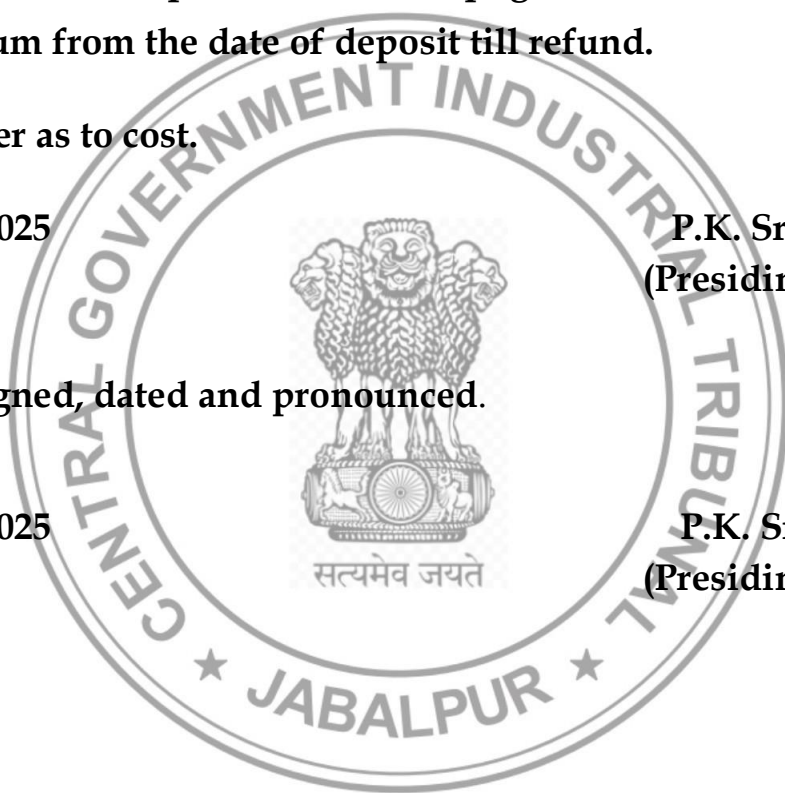 um from the date of deposit till refund.
er as to cost.
025
P.K. Sr
(Presidin
gned, dated and pronounced.
025
P.K. S
(Presidin
CENTRAL GOVERNMENT INDUSTRIAL TRIBUNAL
★ JABALPUR ★
सत्यमेव जयते